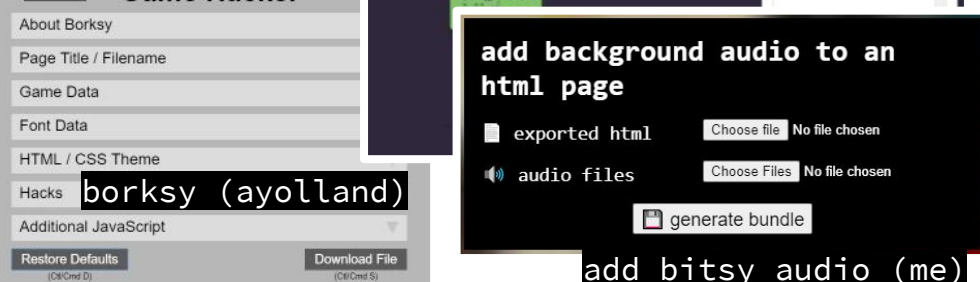 About Borksy
Page Title / Filename
Game Data
Font Data
HTML / CSS Theme
Hacks
borksy (ayolland)
Additional JavaScript
Restore Defaults
(Ctl/Cmd D)
Download File
(Ctl/Cmd S)
add background audio to an
html page
exported html
Choose file No file chosen
audio files
Choose Files No file chosen
generate bundle
add bitsy audio (me)